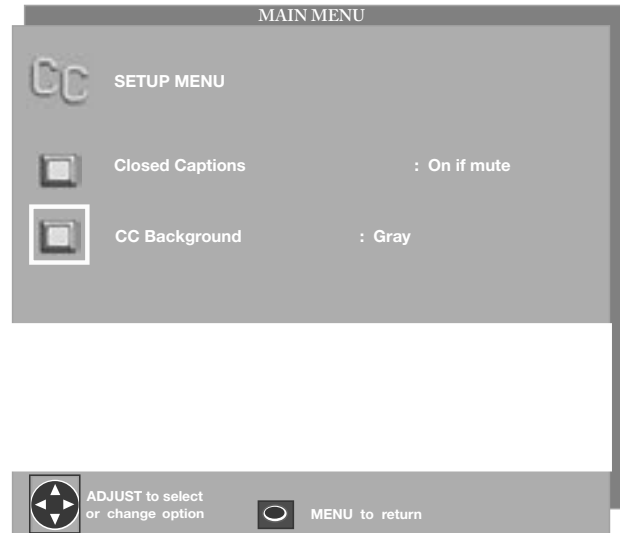 MAIN MENU
CC SETUP MENU
Closed Captions : On if mute
CC Background : Gray
ADJUST to select
or change option
MENU to return